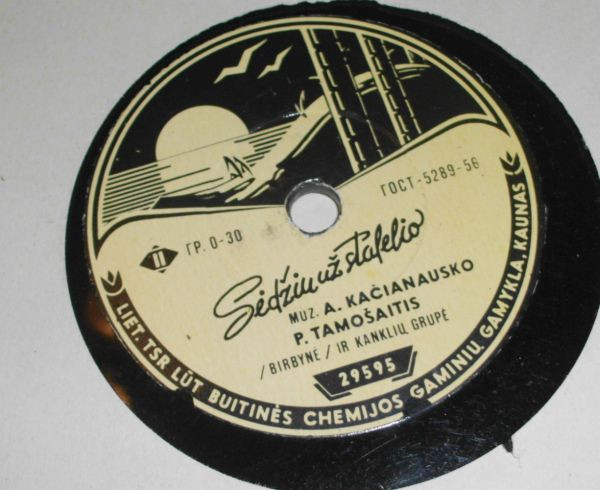 II
ГР. 0-30
ГОСТ-5289-56
Sėdžiu už stalelio
MUZ. A. KAČIANAUSKO
P. TAMOŠAITIS
/BIRBYNĖ/ IR KANKLIŲ GRUPĖ
29595
LIET. TSR LŪT BUITINĖS CHEMIJOS GAMINIŲ GAMYKLA, KAUNAS